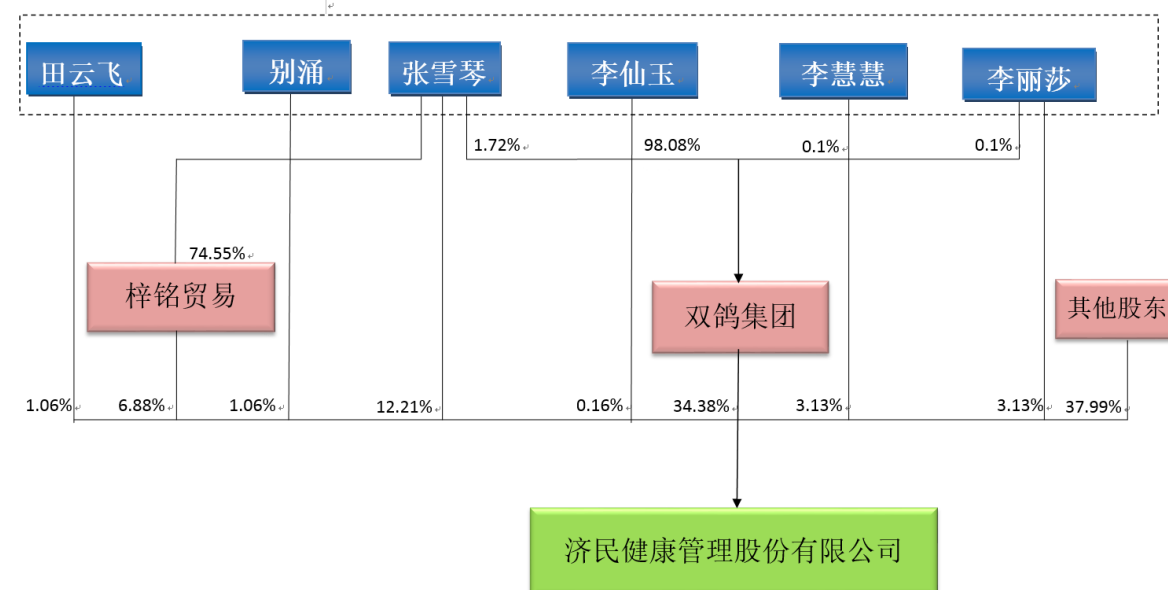 田云飞
别涌
张雪琴
李仙玉
李慧慧
李丽莎
1.72%
98.08%
0.1%
0.1%
74.55%
梓铭贸易
双鸽集团
其他股东
1.06%
6.88%
1.06%
12.21%
0.16%
34.38%
3.13%
3.13%
37.99%
济民健康管理股份有限公司